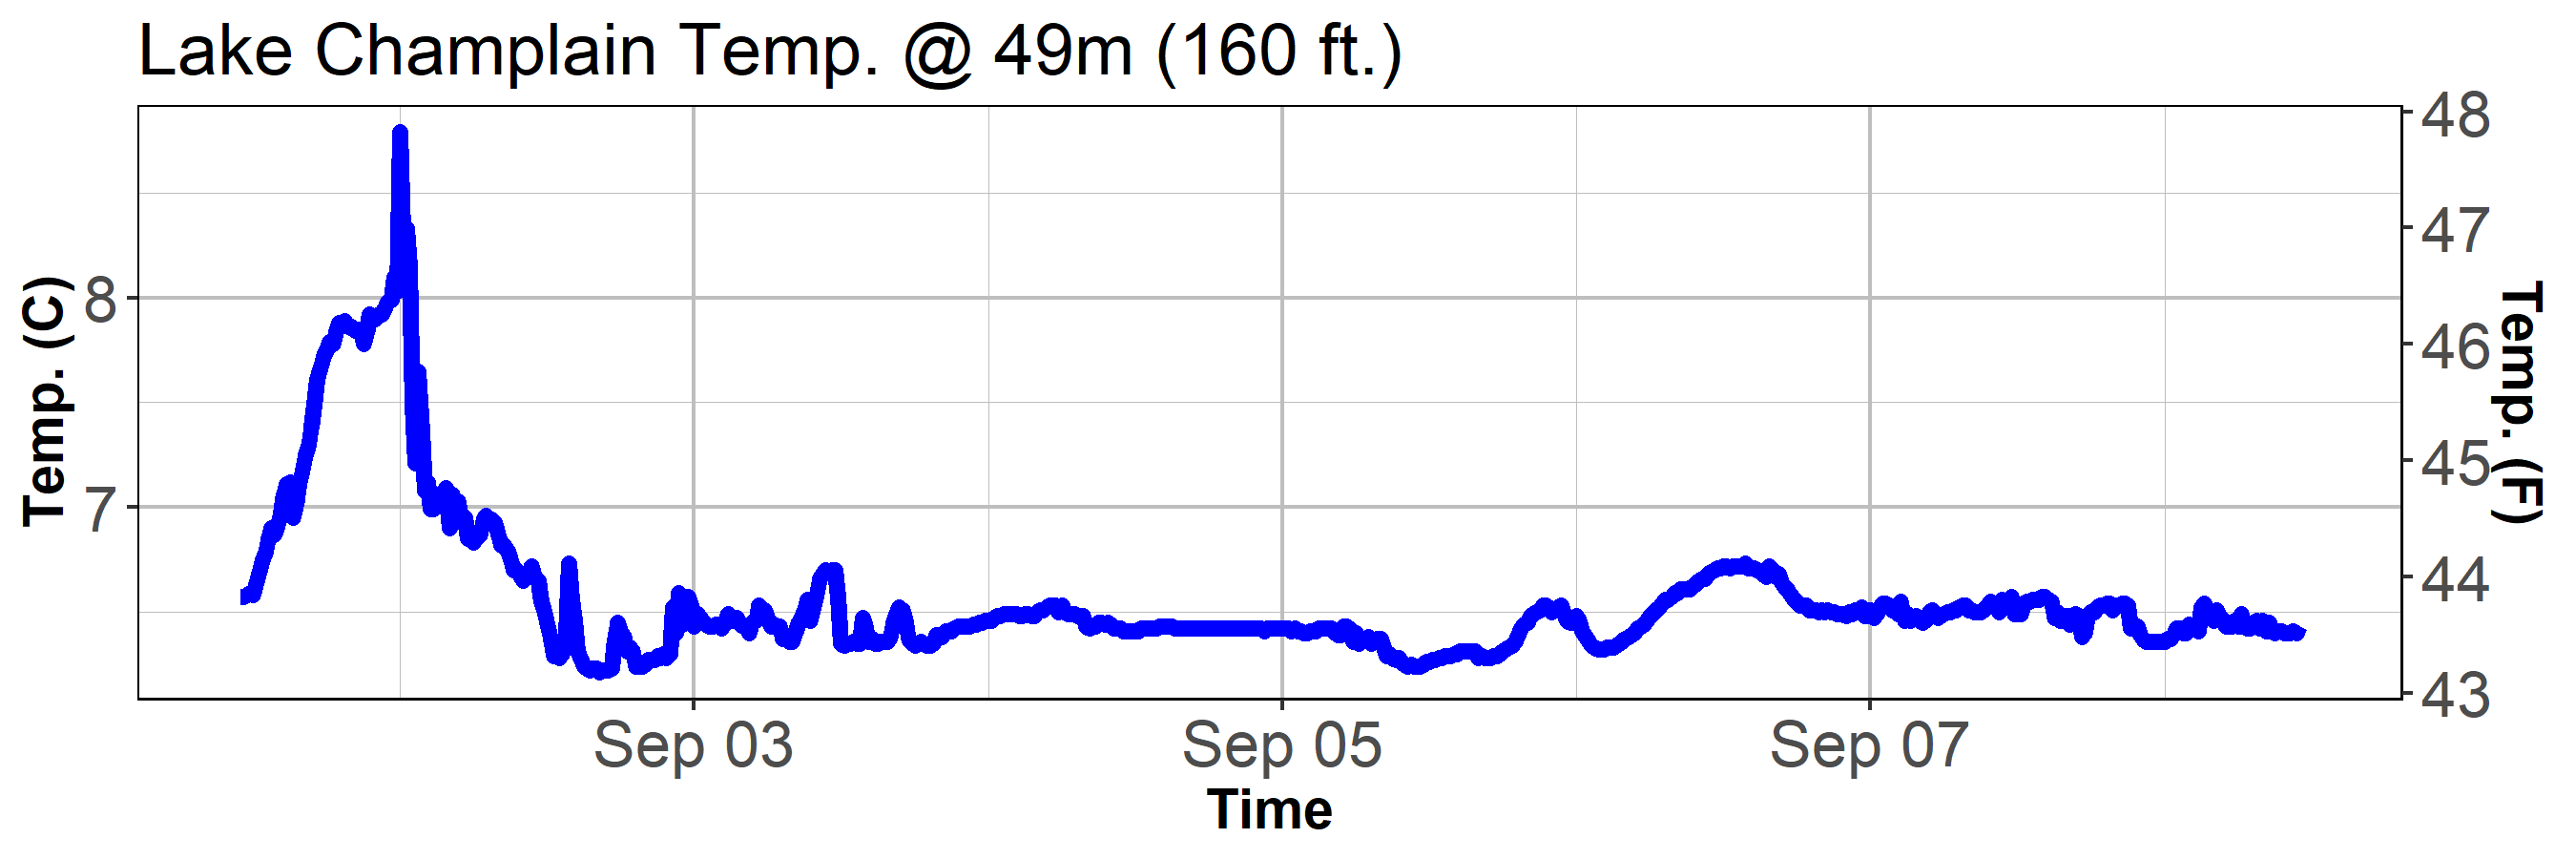 Lake Champlain Temp. @ 49m (160 ft.)
Temp. (C)
8
7
48
47
46
45
44
43
Temp. (F)
Sep 03
Sep 05
Sep 07
Time